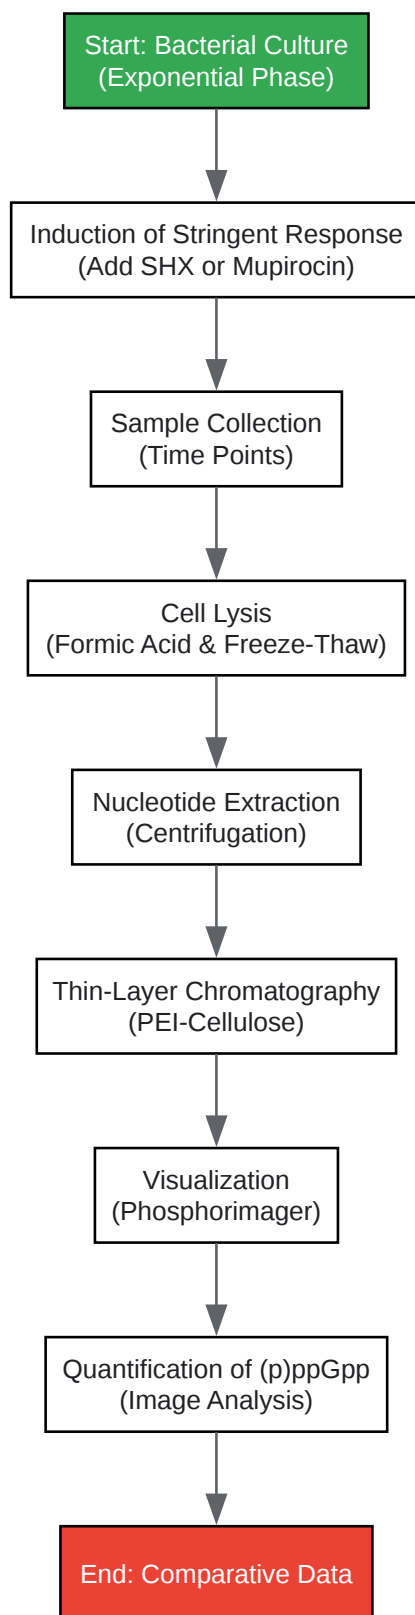 Start: Bacterial Culture
(Exponential Phase)
Induction of Stringent Response
(Add SHX or Mupirocin)
Sample Collection
(Time Points)
Cell Lysis
(Formic Acid & Freeze-Thaw)
Nucleotide Extraction
(Centrifugation)
Thin-Layer Chromatography
(PEI-Cellulose)
Visualization
(Phosphorimager)
Quantification of (p)ppGpp
(Image Analysis)
End: Comparative Data